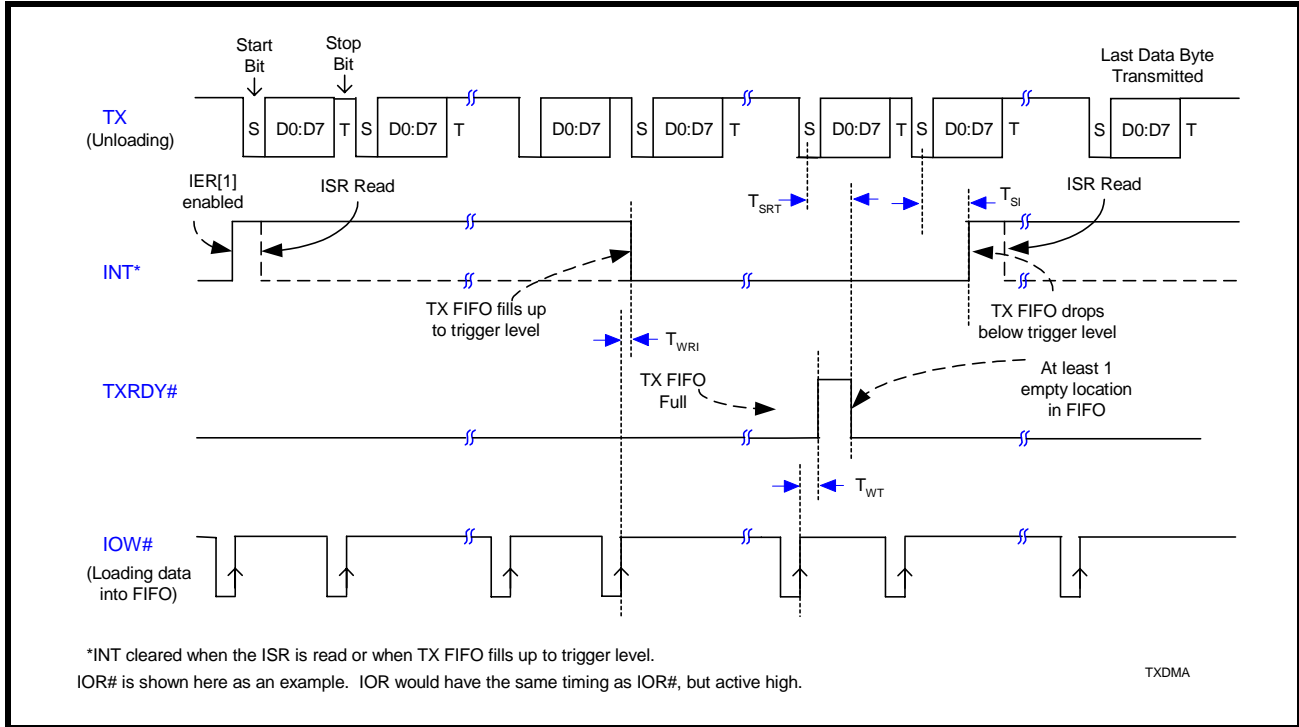 Start
Bit
Stop
Bit
Last Data Byte
Transmitted
TX
(Unloading)
S D0:D7 T S D0:D7 T D0:D7 S D0:D7 T S D0:D7 T S D0:D7 T S D0:D7 T
IER[1]
enabled
ISR Read
TSRT
TSI
ISR Read
INT*
TX FIFO fills up
to trigger level
TX FIFO drops
below trigger level
TWRI
TXRDY#
TX FIFO
Full
At least 1
empty location
in FIFO
TWT
IOW#
(Loading data
into FIFO)
*INT cleared when the ISR is read or when TX FIFO fills up to trigger level.
IOR# is shown here as an example. IOR would have the same timing as IOR#, but active high.
TXDMA